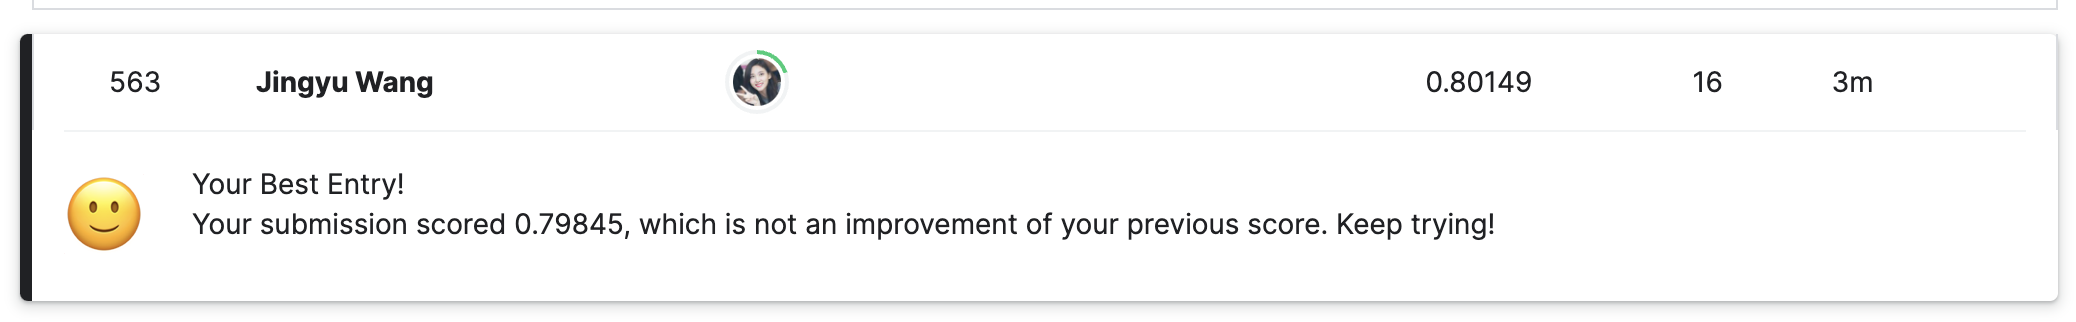 563 Jingyu Wang 0.80149 16 3m
Your Best Entry!
Your submission scored 0.79845, which is not an improvement of your previous score. Keep trying!